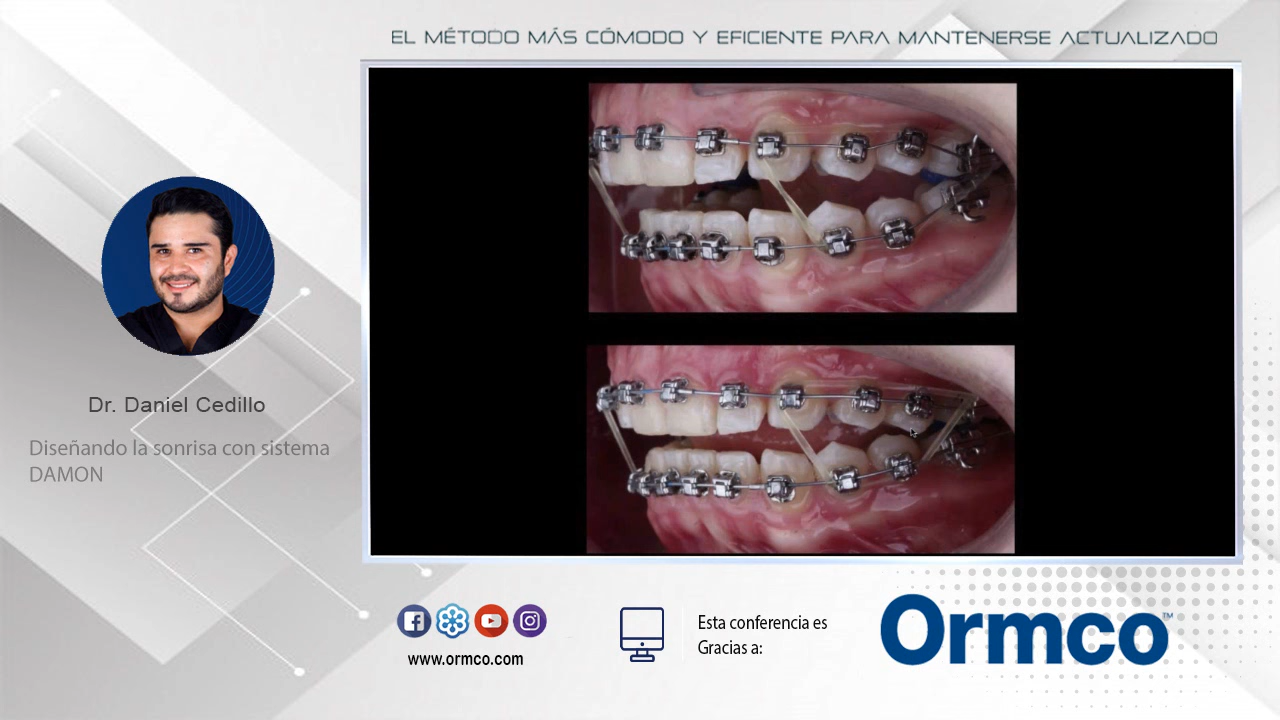 EL MÉTODO MÁS CÓMODO Y EFICIENTE PARA MANTENERSE ACTUALIZADO
Dr. Daniel Cedillo
Diseñando la sonrisa con sistema
DAMON
www.ormco.com
Esta conferencia es
Gracias a:
Ormco™